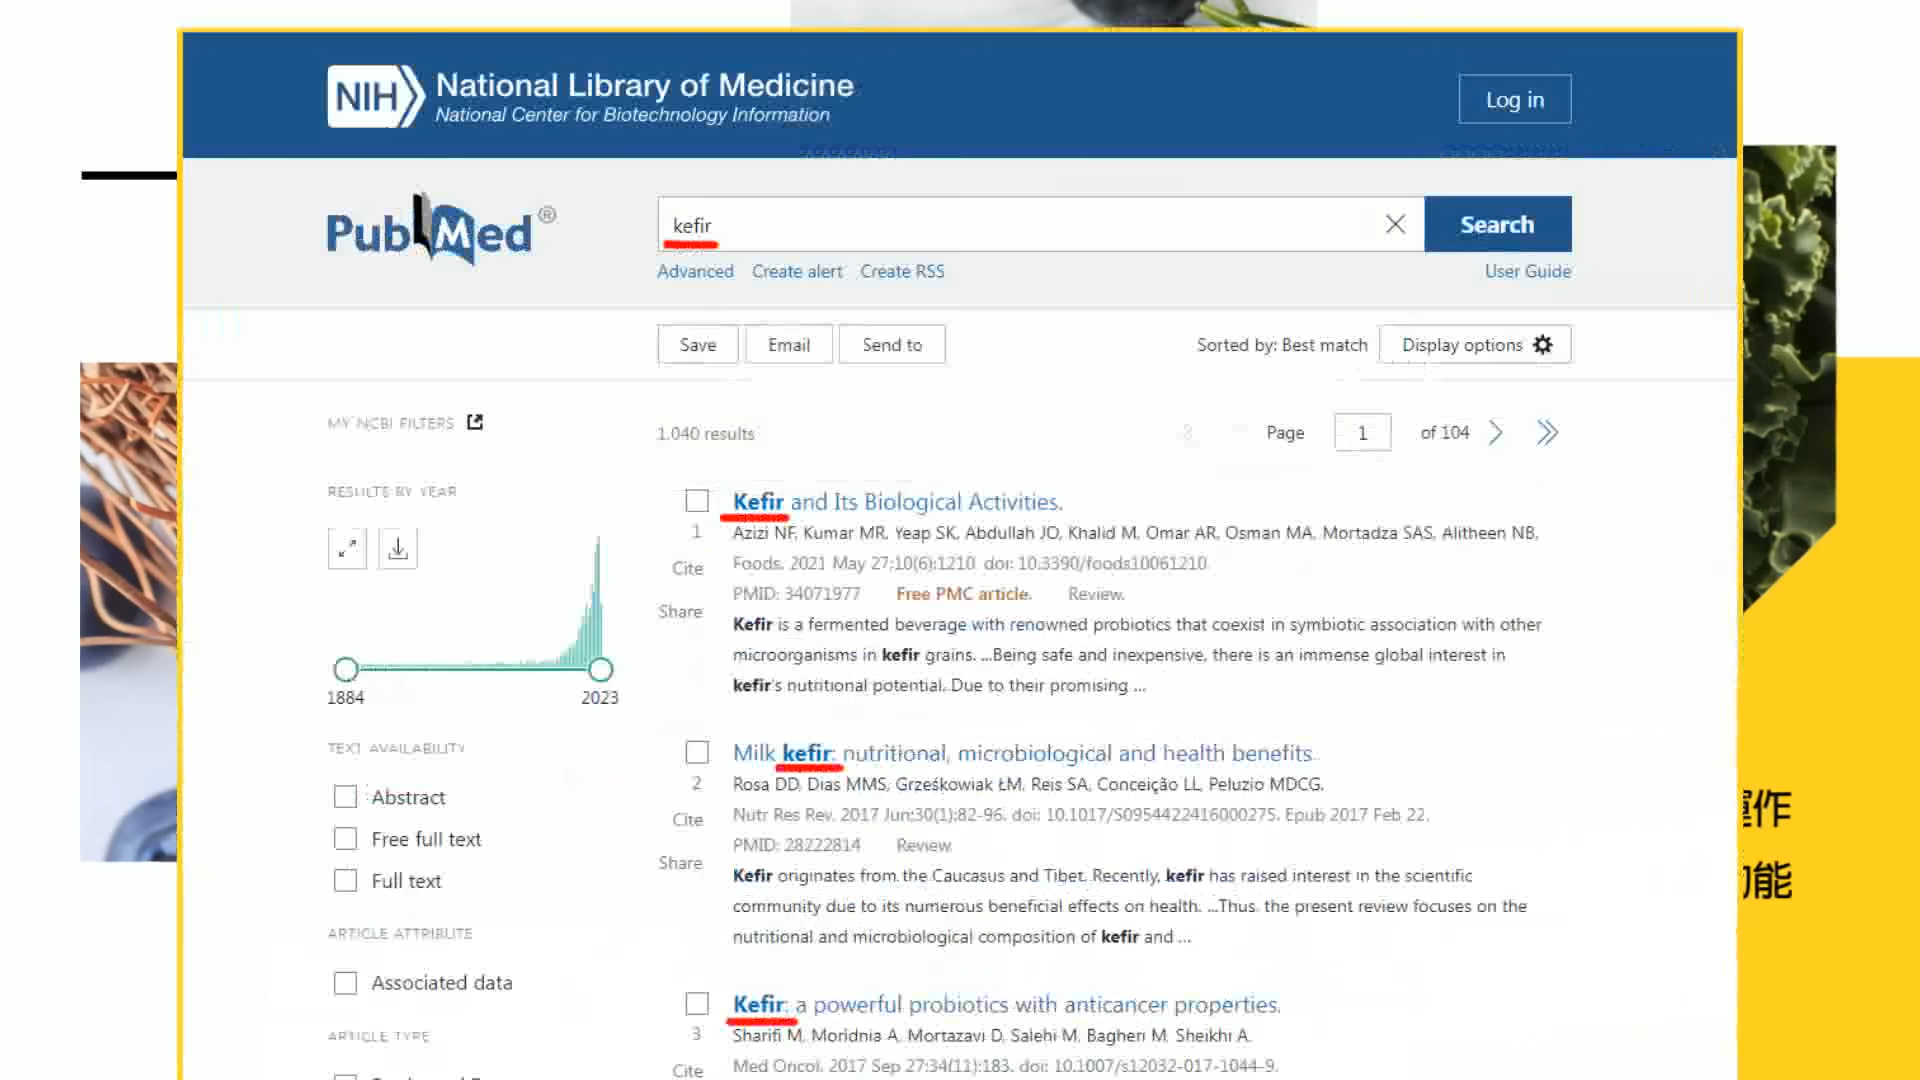 NIH National Library of Medicine
National Center for Biotechnology Information
Log in
PubMed®
kefir
Search
Advanced Create alert Create RSS
User Guide
Save Email Send to
Sorted by: Best match Display options
MY NCBI FILTERS
1.040 results
Page 1 of 104
RESULTS BY YEAR
1884 2023
TEXT AVAILABILITY
Abstract
Free full text
Full text
ARTICLE ATTRIBUTE
Associated data
ARTICLE TYPE
Kefir and Its Biological Activities.
1
Azizi NF, Kumar MR, Yeap SK, Abdullah JO, Khalid M, Omar AR, Osman MA, Mortadza SAS, Alitheen NB.
Cite
Foods. 2021 May 27;10(6):1210. doi: 10.3390/foods10061210.
PMID: 34071977 Free PMC article. Review.
Share
Kefir is a fermented beverage with renowned probiotics that coexist in symbiotic association with other
microorganisms in kefir grains. ...Being safe and inexpensive, there is an immense global interest in
kefir's nutritional potential. Due to their promising ...
Milk kefir: nutritional, microbiological and health benefits.
2
Rosa DD, Dias MMS, Grześkowiak ŁM, Reis SA, Conceição LL, Peluzio MDCG.
Cite
Nutr Res Rev. 2017 Jun;30(1):82-96. doi: 10.1017/S0954422416000275. Epub 2017 Feb 22.
PMID: 28222814 Review.
Share
Kefir originates from the Caucasus and Tibet. Recently, kefir has raised interest in the scientific
community due to its numerous beneficial effects on health. ...Thus, the present review focuses on the
nutritional and microbiological composition of kefir and ...
Kefir: a powerful probiotics with anticancer properties.
3
Sharifi M, Moridnia A, Mortazavi D, Salehi M, Bagheri M, Sheikhi A.
Cite
Med Oncol. 2017 Sep 27;34(11):183. doi: 10.1007/s12032-017-1044-9.
運作
功能